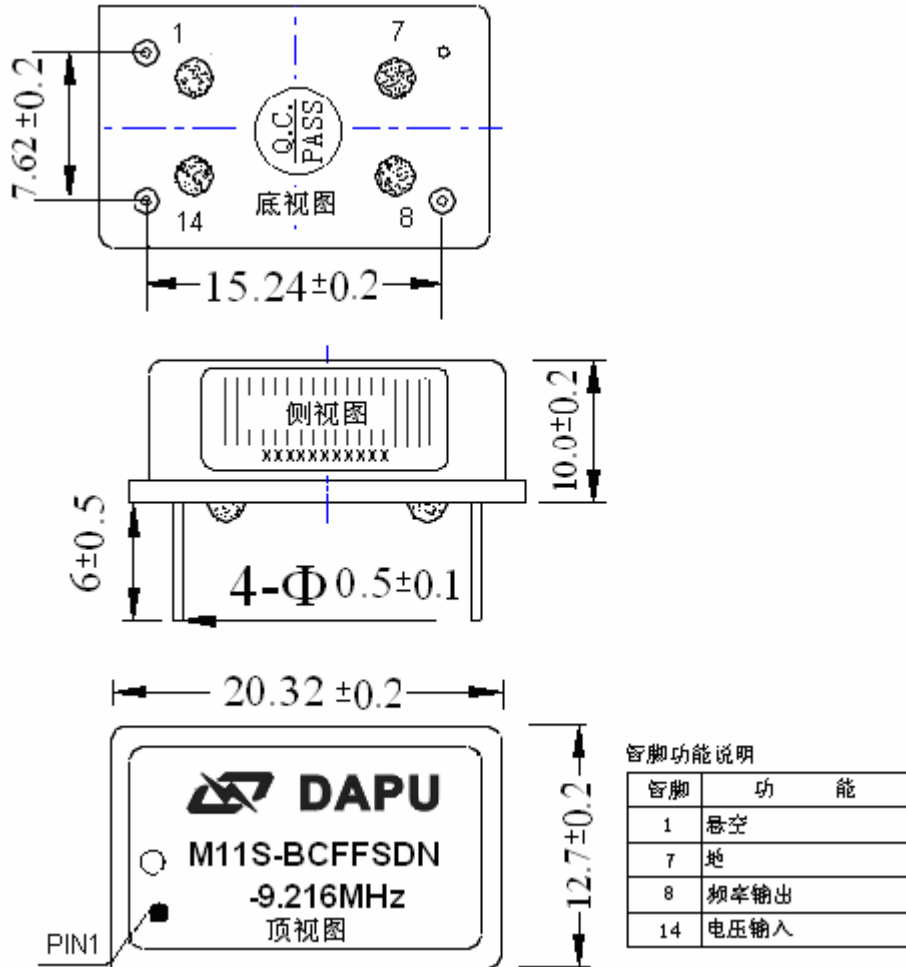 1
7
7.62±0.2
Q.C.
PASS
14
底视图
8
15.24±0.2
侧视图
xxxxxxxxxxx
10.0±0.2
6±0.5
4-Φ0.5±0.1
20.32±0.2
DAPU
M11S-BCFFSDN
-9.216MHz
顶视图
PIN1
12.7±0.2
管脚功能说明
管脚 功 能
1 悬空
7 地
8 频率输出
14 电压输入